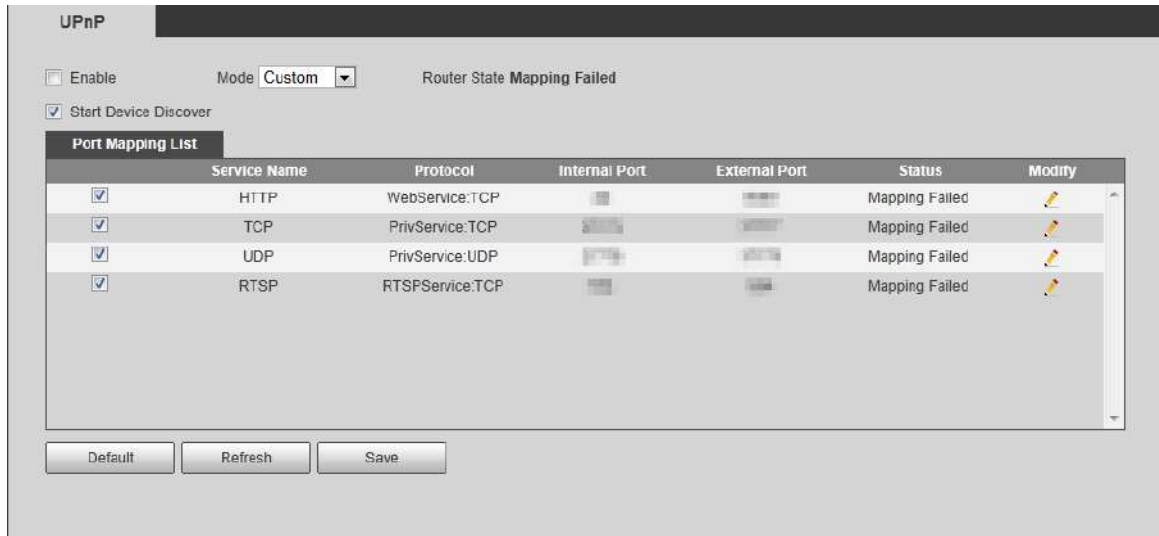 UPnP
Enable Mode Custom Router State Mapping Failed
Start Device Discover
Port Mapping List
Service Name Protocol Internal Port External Port Status Modify
HTTP WebService:TCP Mapping Failed
TCP PrivService:TCP Mapping Failed
UDP PrivService:UDP Mapping Failed
RTSP RTSPService:TCP Mapping Failed
Default Refresh Save